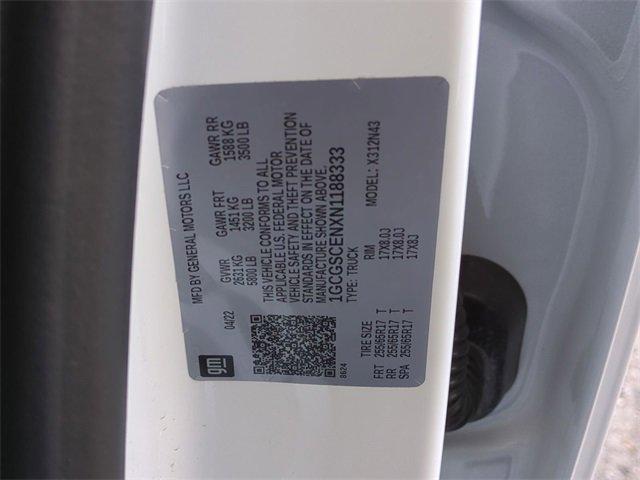 gm
MFD BY GENERAL MOTORS LLC
04/22
GVWR GAWR FRT GAWR RR
2631 KG 1451 KG 1588 KG
5800 LB 3200 LB 3500 LB
THIS VEHICLE CONFORMS TO ALL
APPLICABLE U.S. FEDERAL MOTOR
VEHICLE SAFETY AND THEFT PREVENTION
STANDARDS IN EFFECT ON THE DATE OF
MANUFACTURE SHOWN ABOVE.
1GCGSCENXN1188333
8624 TYPE: TRUCK MODEL: X312N43
TIRE SIZE RIM
FRT 255/65R17 T 17X8.0J
RR 255/65R17 T 17X8.0J
SPA 255/65R17 T 17X8J